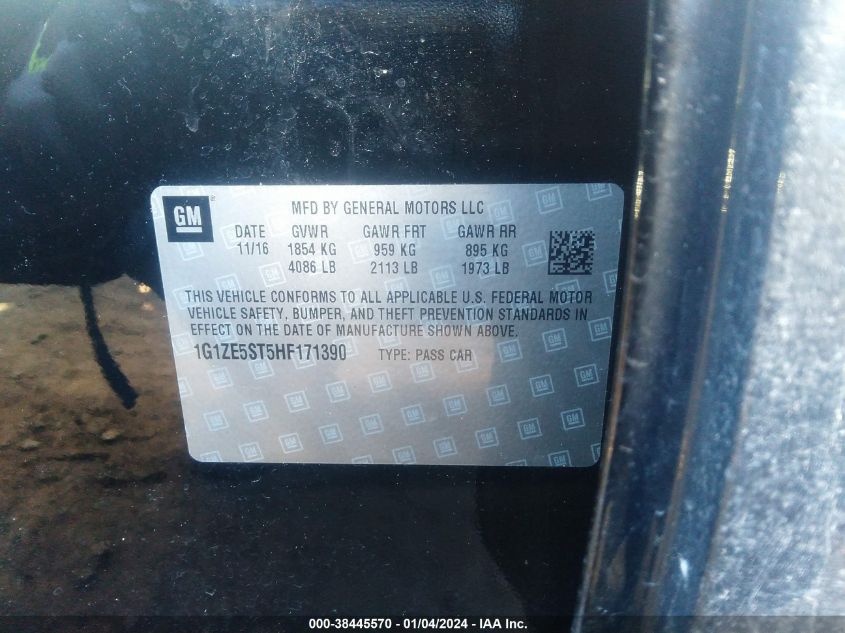 GM
MFD BY GENERAL MOTORS LLC
DATE GVWR GAWR FRT GAWR RR
11/16 1854 KG 959 KG 895 KG
4086 LB 2113 LB 1973 LB
THIS VEHICLE CONFORMS TO ALL APPLICABLE U.S. FEDERAL MOTOR
VEHICLE SAFETY, BUMPER, AND THEFT PREVENTION STANDARDS IN
EFFECT ON THE DATE OF MANUFACTURE SHOWN ABOVE.
1G1ZE5ST5HF171390 TYPE: PASS CAR
000-38445570 - 01/04/2024 - IAA Inc.